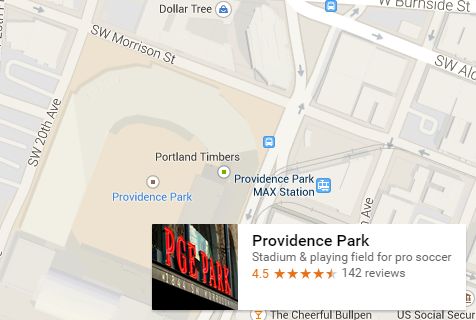 Dollar Tree
W Burnside St
SW Morrison St
SW Ald
SW 20th Ave
Portland Timbers
Providence Park
Providence Park
MAX Station
Ave
Providence Park
Stadium & playing field for pro soccer
4.5 142 reviews
PGE PARK
The Cheerful Bullpen
US Social Secur